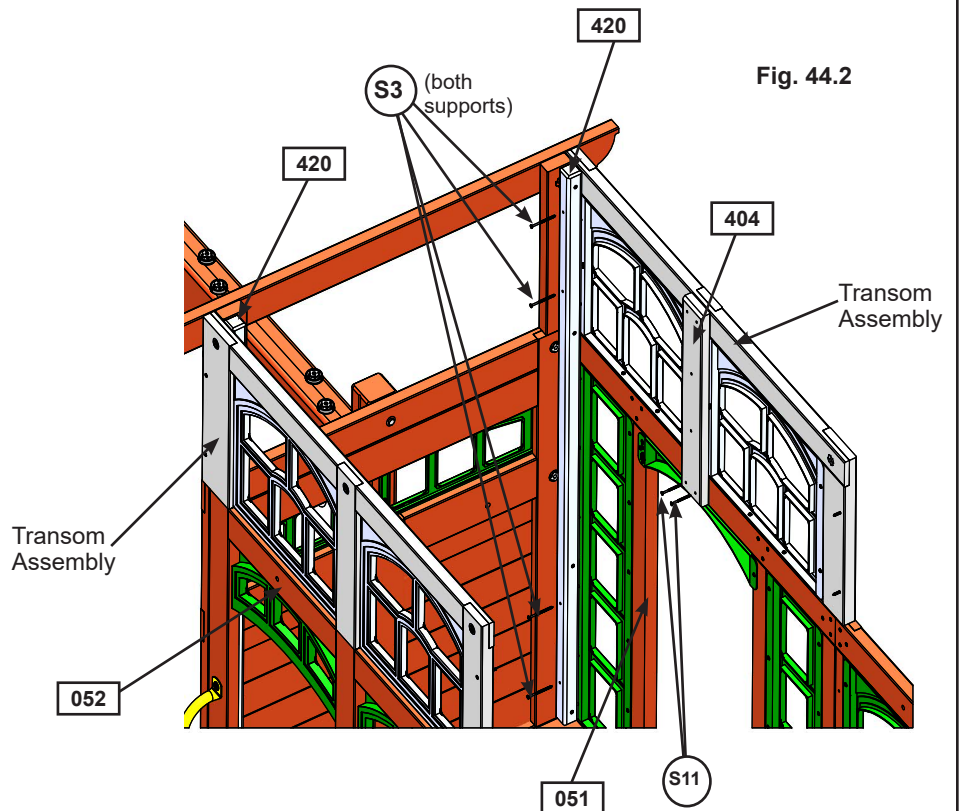 420
Fig. 44.2
S3 (both
supports)
420
404
Transom
Assembly
Transom
Assembly
052
S11
051